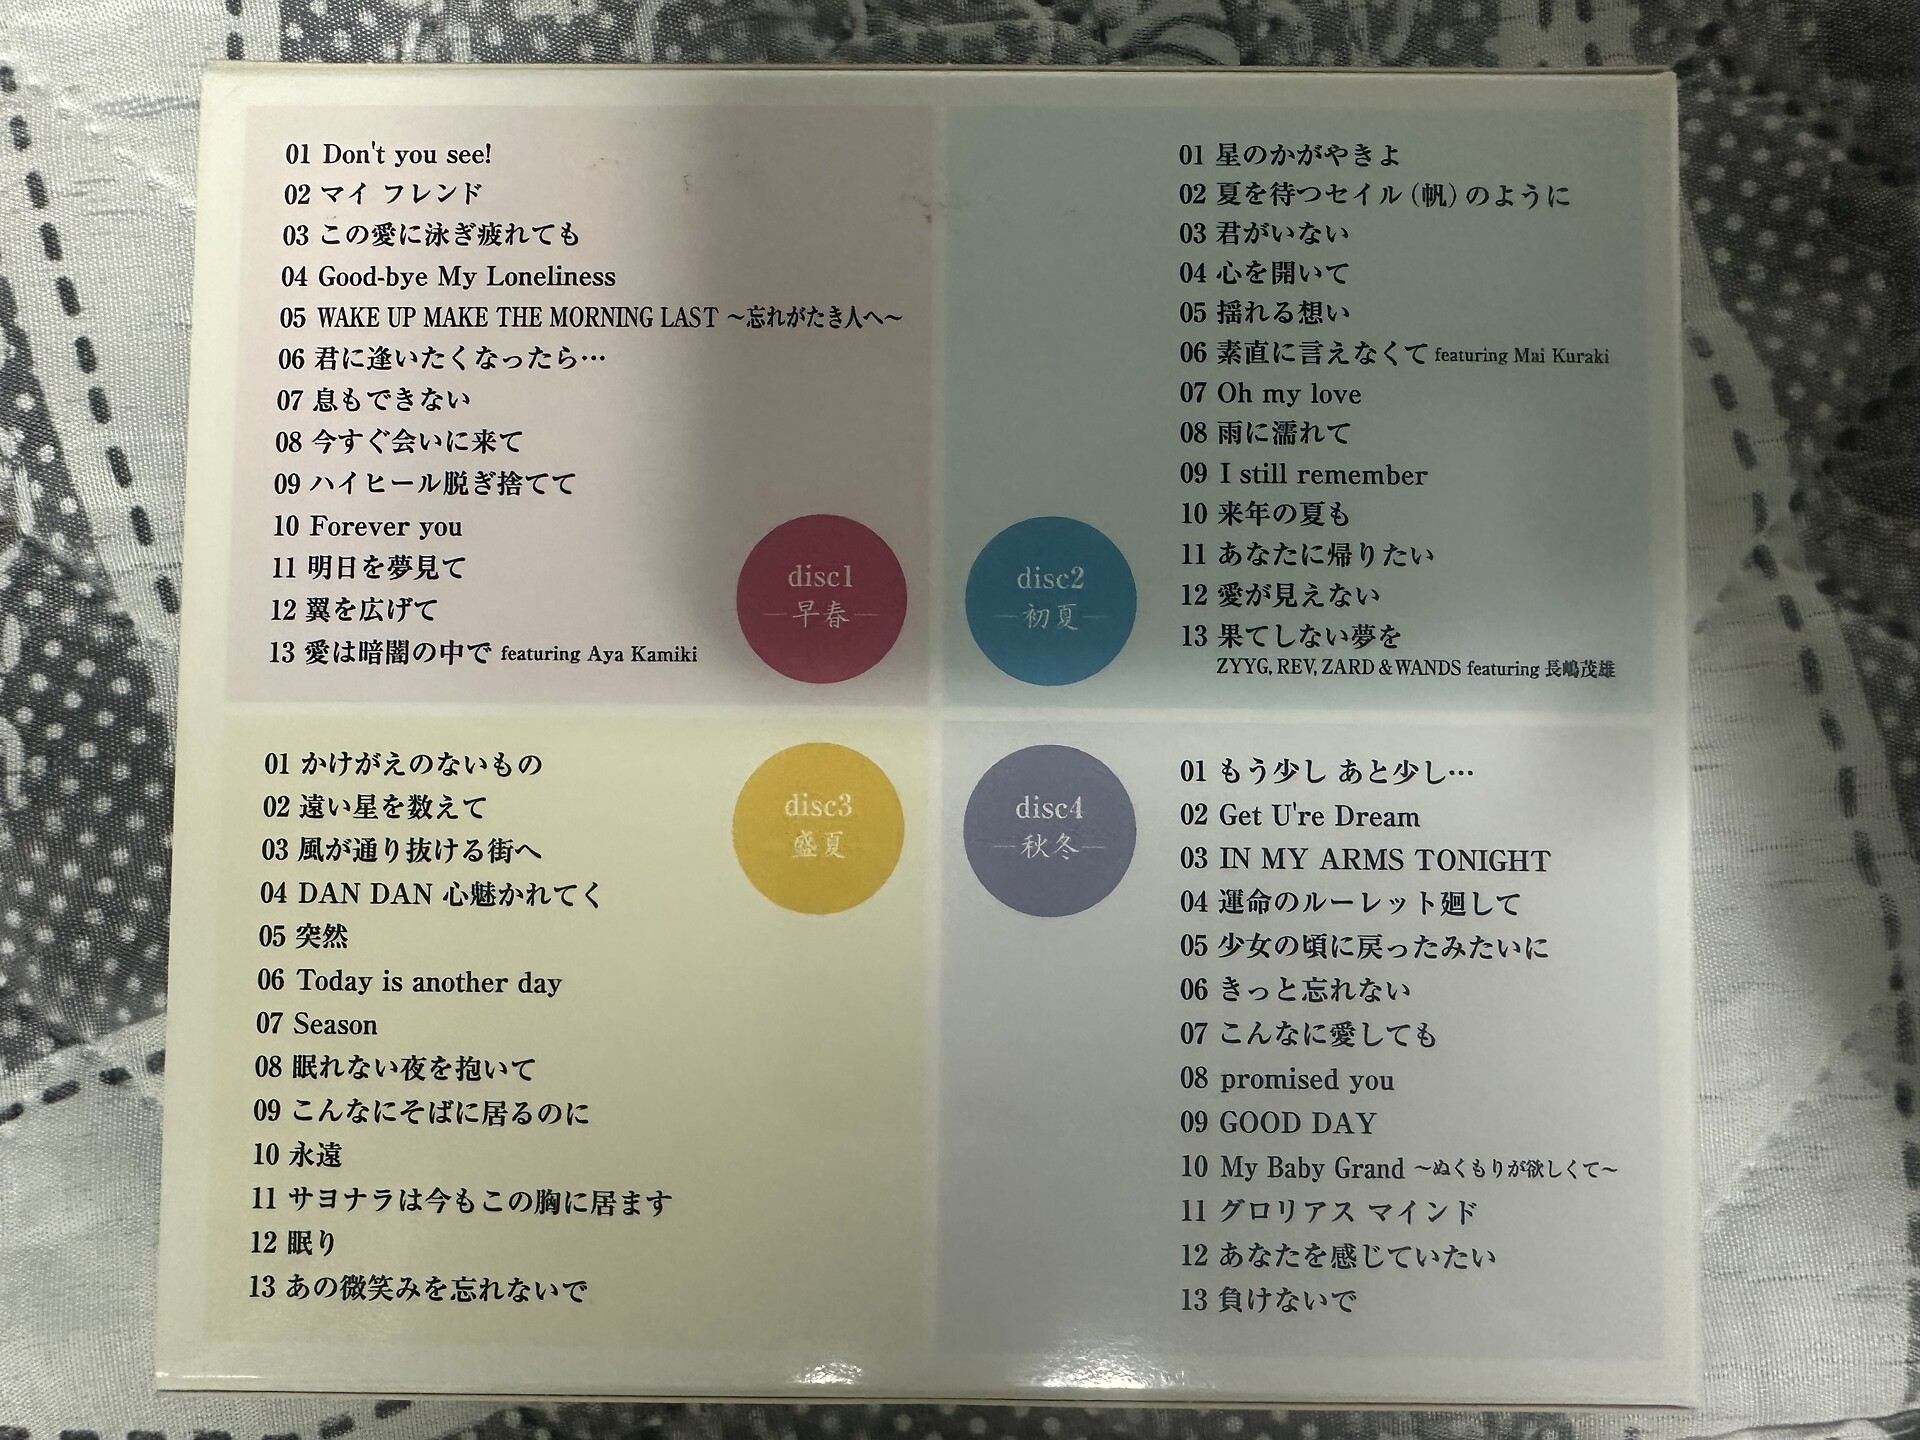 01 Don't you see!
02 マイ フレンド
03 この愛に泳ぎ疲れても
04 Good-bye My Loneliness
05 WAKE UP MAKE THE MORNING LAST ～忘れがたき人へ～
06 君に逢いたくなったら…
07 息もできない
08 今すぐ会いに来て
09 ハイヒール脱ぎ捨てて
10 Forever you
11 明日を夢見て
12 翼を広げて
13 愛は暗闇の中で featuring Aya Kamiki
disc1
早春
01 星のかがやきよ
02 夏を待つセイル(帆)のように
03 君がいない
04 心を開いて
05 揺れる想い
06 素直に言えなくて featuring Mai Kuraki
07 Oh my love
08 雨に濡れて
09 I still remember
10 来年の夏も
11 あなたに帰りたい
12 愛が見えない
13 果てしない夢を
ZYYG, REV, ZARD & WANDS featuring 長嶋茂雄
disc2
初夏
01 かけがえのないもの
02 遠い星を数えて
03 風が通り抜ける街へ
04 DAN DAN 心魅かれてく
05 突然
06 Today is another day
07 Season
08 眠れない夜を抱いて
09 こんなにそばに居るのに
10 永遠
11 サヨナラは今もこの胸に居ます
12 眠り
13 あの微笑みを忘れないで
disc3
盛夏
01 もう少し あと少し…
02 Get U're Dream
03 IN MY ARMS TONIGHT
04 運命のルーレット廻して
05 少女の頃に戻ったみたいに
06 きっと忘れない
07 こんなに愛しても
08 promised you
09 GOOD DAY
10 My Baby Grand ～ぬくもりが欲しくて～
11 グロリアス マインド
12 あなたを感じていたい
13 負けないで
disc4
秋冬